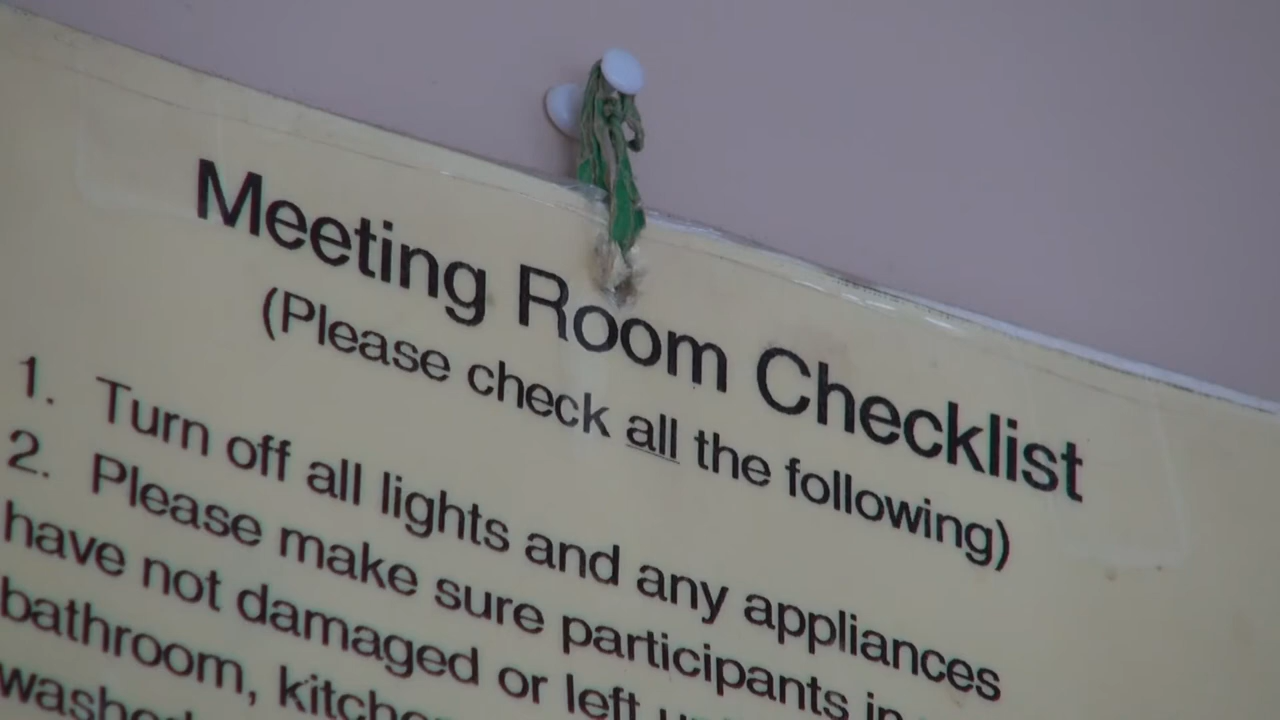 Meeting Room Checklist
(Please check all the following)
1. Turn off all lights and any appliances
2. Please make sure participants in
have not damaged or left
bathroom,